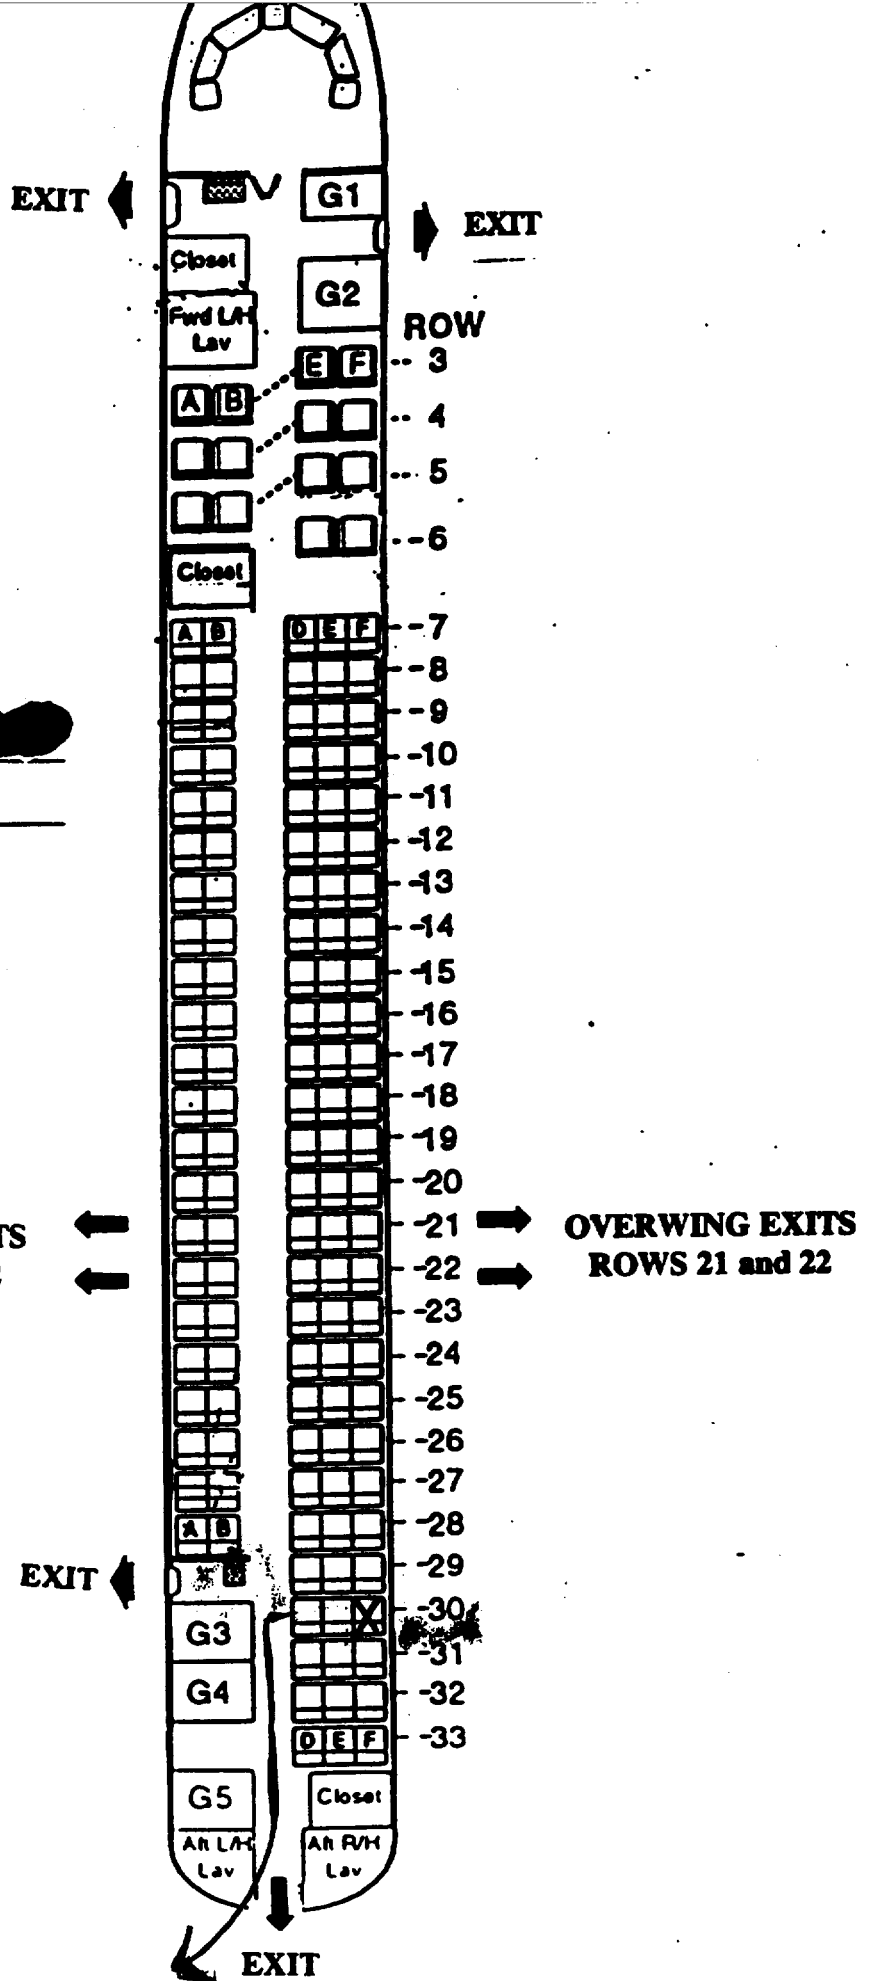 EXIT
G1
EXIT
Closet
G2
Fwd L/H
Lav
ROW
E F -- 3
A B
-- 4
-- 5
-- 6
Closet
A B D E F - -7
- -8
- -9
- -10
- -11
- -12
- -13
- -14
- -15
- -16
- -17
- -18
- -19
- -20
- -21
OVERWING EXITS
TS
ROWS 21 and 22
- -22
- -23
- -24
- -25
- -26
- -27
A B - -28
- -29
EXIT
X - -30
G3
- -31
G4
- -32
D E F - -33
G5
Closet
Aft L/H
Lav
Aft R/H
Lav
EXIT